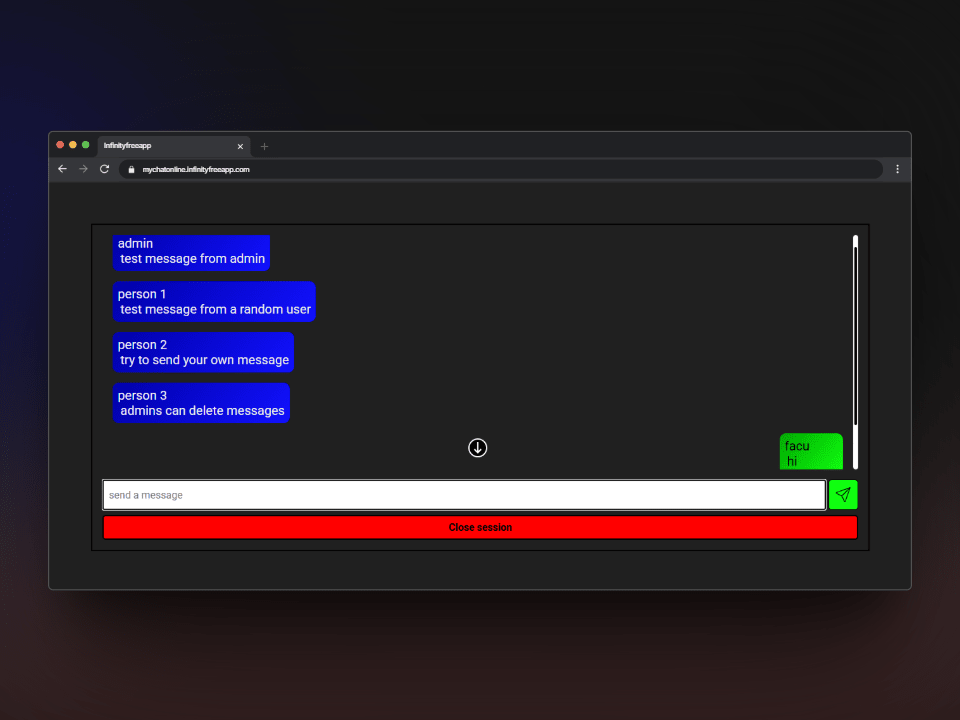 Infinityfreeapp
mychatonline.infinityfreeapp.com
admin
test message from admin
person 1
test message from a random user
person 2
try to send your own message
person 3
admins can delete messages
facu
hi
send a message
Close session